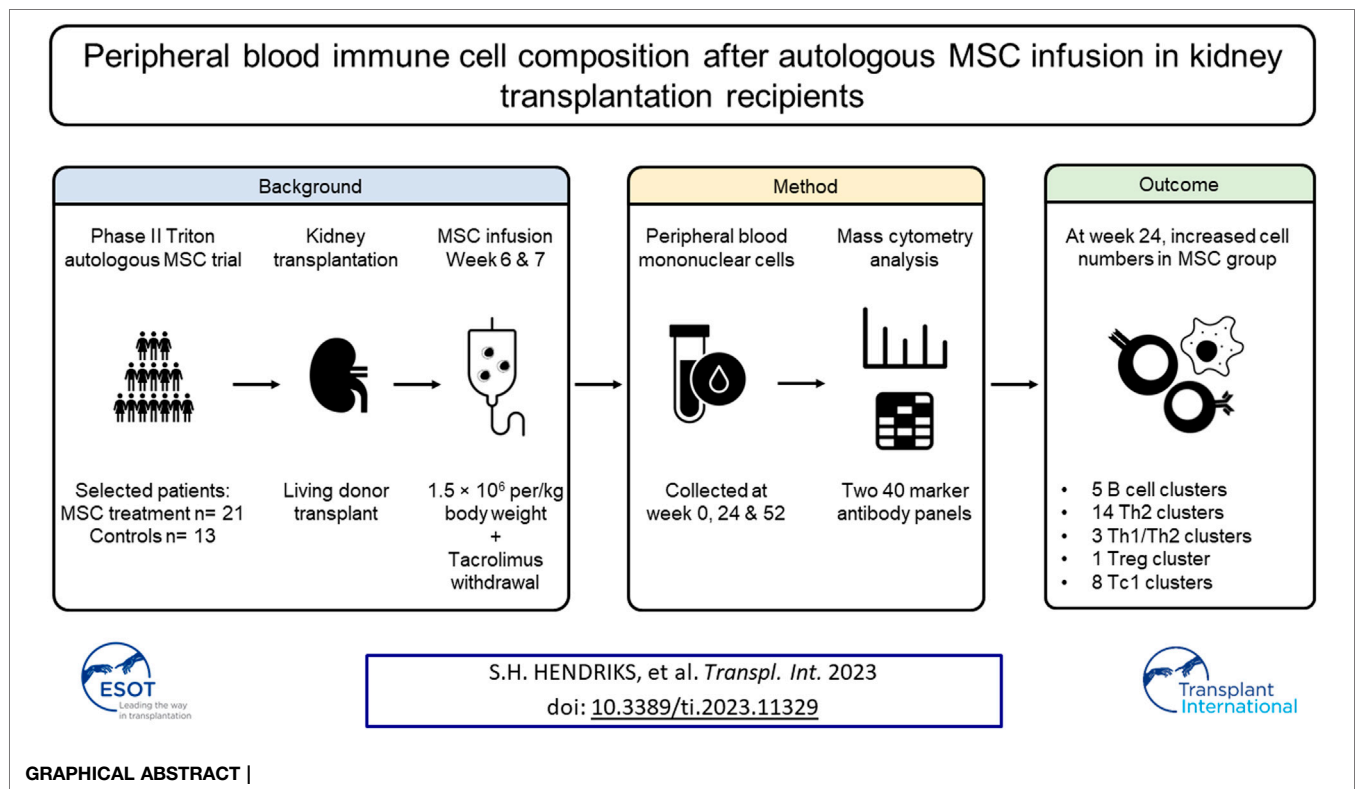 Peripheral blood immune cell composition after autologous MSC infusion in kidney
transplantation recipients
Background
Phase II Triton
autologous MSC trial
Selected patients:
MSC treatment n= 21
Controls n= 13
Kidney
transplantation
Living donor
transplant
MSC infusion
Week 6 & 7
1.5 × 10⁶ per/kg
body weight
+
Tacrolimus
withdrawal
Method
Peripheral blood
mononuclear cells
Collected at
week 0, 24 & 52
Mass cytometry
analysis
Two 40 marker
antibody panels
Outcome
At week 24, increased cell
numbers in MSC group
• 5 B cell clusters
• 14 Th2 clusters
• 3 Th1/Th2 clusters
• 1 Treg cluster
• 8 Tc1 clusters
ESOT
Leading the way
in transplantation
S.H. HENDRIKS, et al. Transpl. Int. 2023
doi: 10.3389/ti.2023.11329
Transplant
International
GRAPHICAL ABSTRACT |